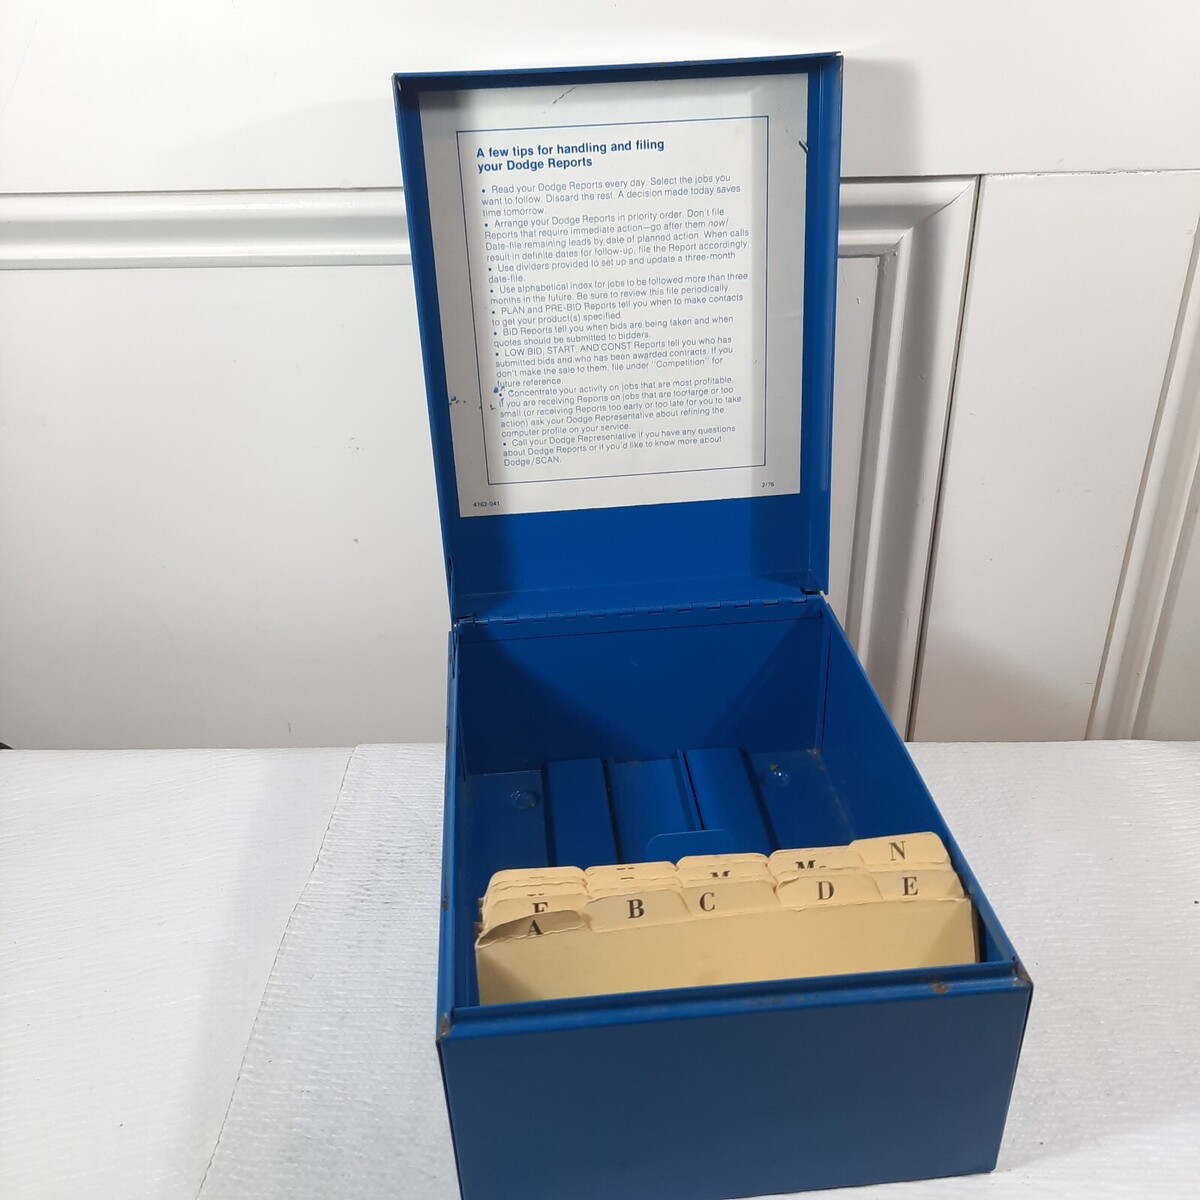 A few tips for handling and filing
your Dodge Reports
• Read your Dodge Reports every day. Select the jobs you
want to follow. Discard the rest. A decision made today saves
time tomorrow.
• Arrange your Dodge Reports in priority order. Don't file
Reports that require immediate action—go after them now!
Date-file remaining leads by date of planned action. When calls
result in definite dates for follow-up, file the Report accordingly.
• Use dividers provided to set up and update a three-month
date-file.
• Use alphabetical index for jobs to be followed more than three
months in the future. Be sure to review this file periodically.
• PLAN and PRE-BID Reports tell you when to make contacts
to get your product(s) specified.
• BID Reports tell you when bids are being taken and when
quotes should be submitted to bidders.
• LOW BID, START, AND CONST Reports tell you who has
submitted bids and who has been awarded contracts. If you
don't make the sale to them, file under "Competition" for
future reference.
• Concentrate your activity on jobs that are most profitable.
If you are receiving Reports on jobs that are too large or too
small (or receiving Reports too early or too late for you to take
action) ask your Dodge Representative about refining the
computer profile on your service.
• Call your Dodge Representative if you have any questions
about Dodge Reports or if you'd like to know more about
Dodge/SCAN.
4762-941 2/75
N
M
A B C D E